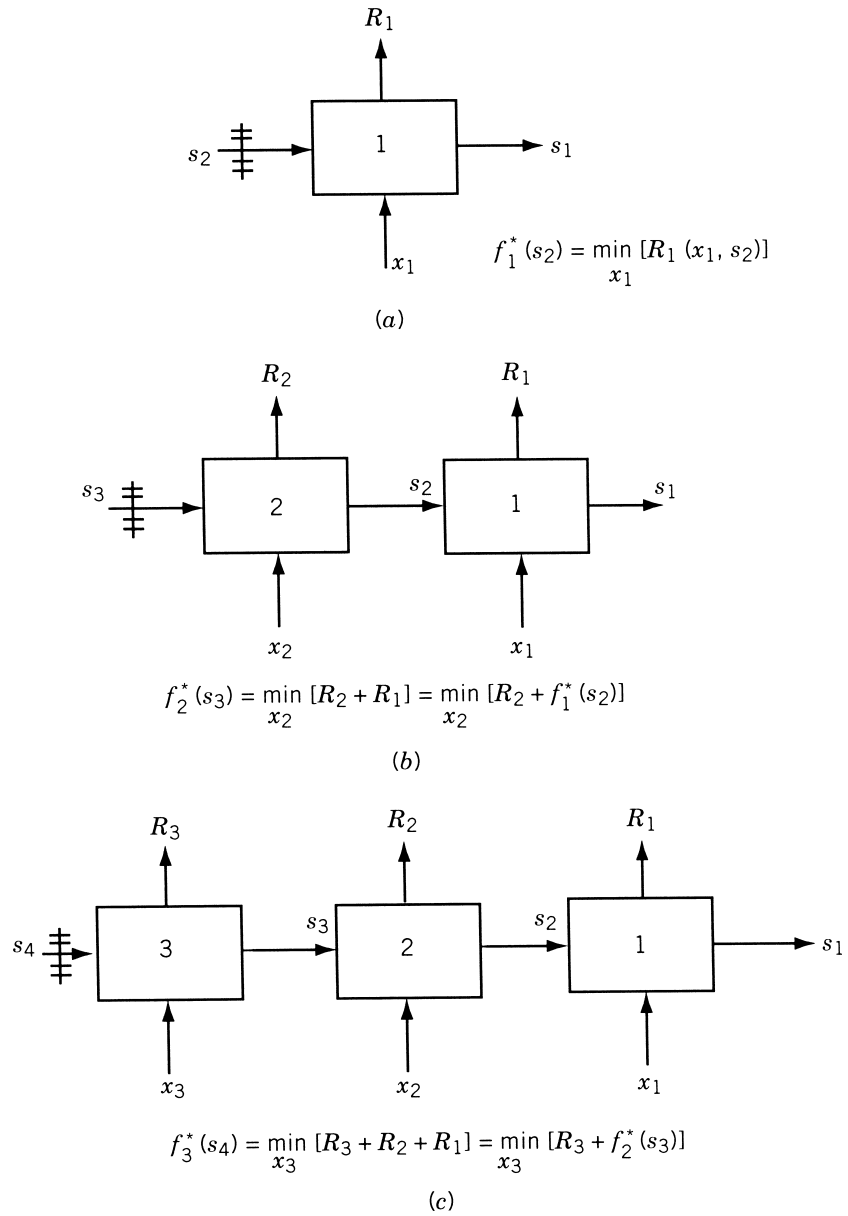 R₁
s₂ 1 s₁
x₁
f₁*(s₂) = min [R₁ (x₁, s₂)]
x₁
(a)
R₂ R₁
s₃ 2 s₂ 1 s₁
x₂ x₁
f₂*(s₃) = min [R₂ + R₁] = min [R₂ + f₁*(s₂)]
x₂ x₂
(b)
R₃ R₂ R₁
s₄ 3 s₃ 2 s₂ 1 s₁
x₃ x₂ x₁
f₃*(s₄) = min [R₃ + R₂ + R₁] = min [R₃ + f₂*(s₃)]
x₃ x₃
(c)